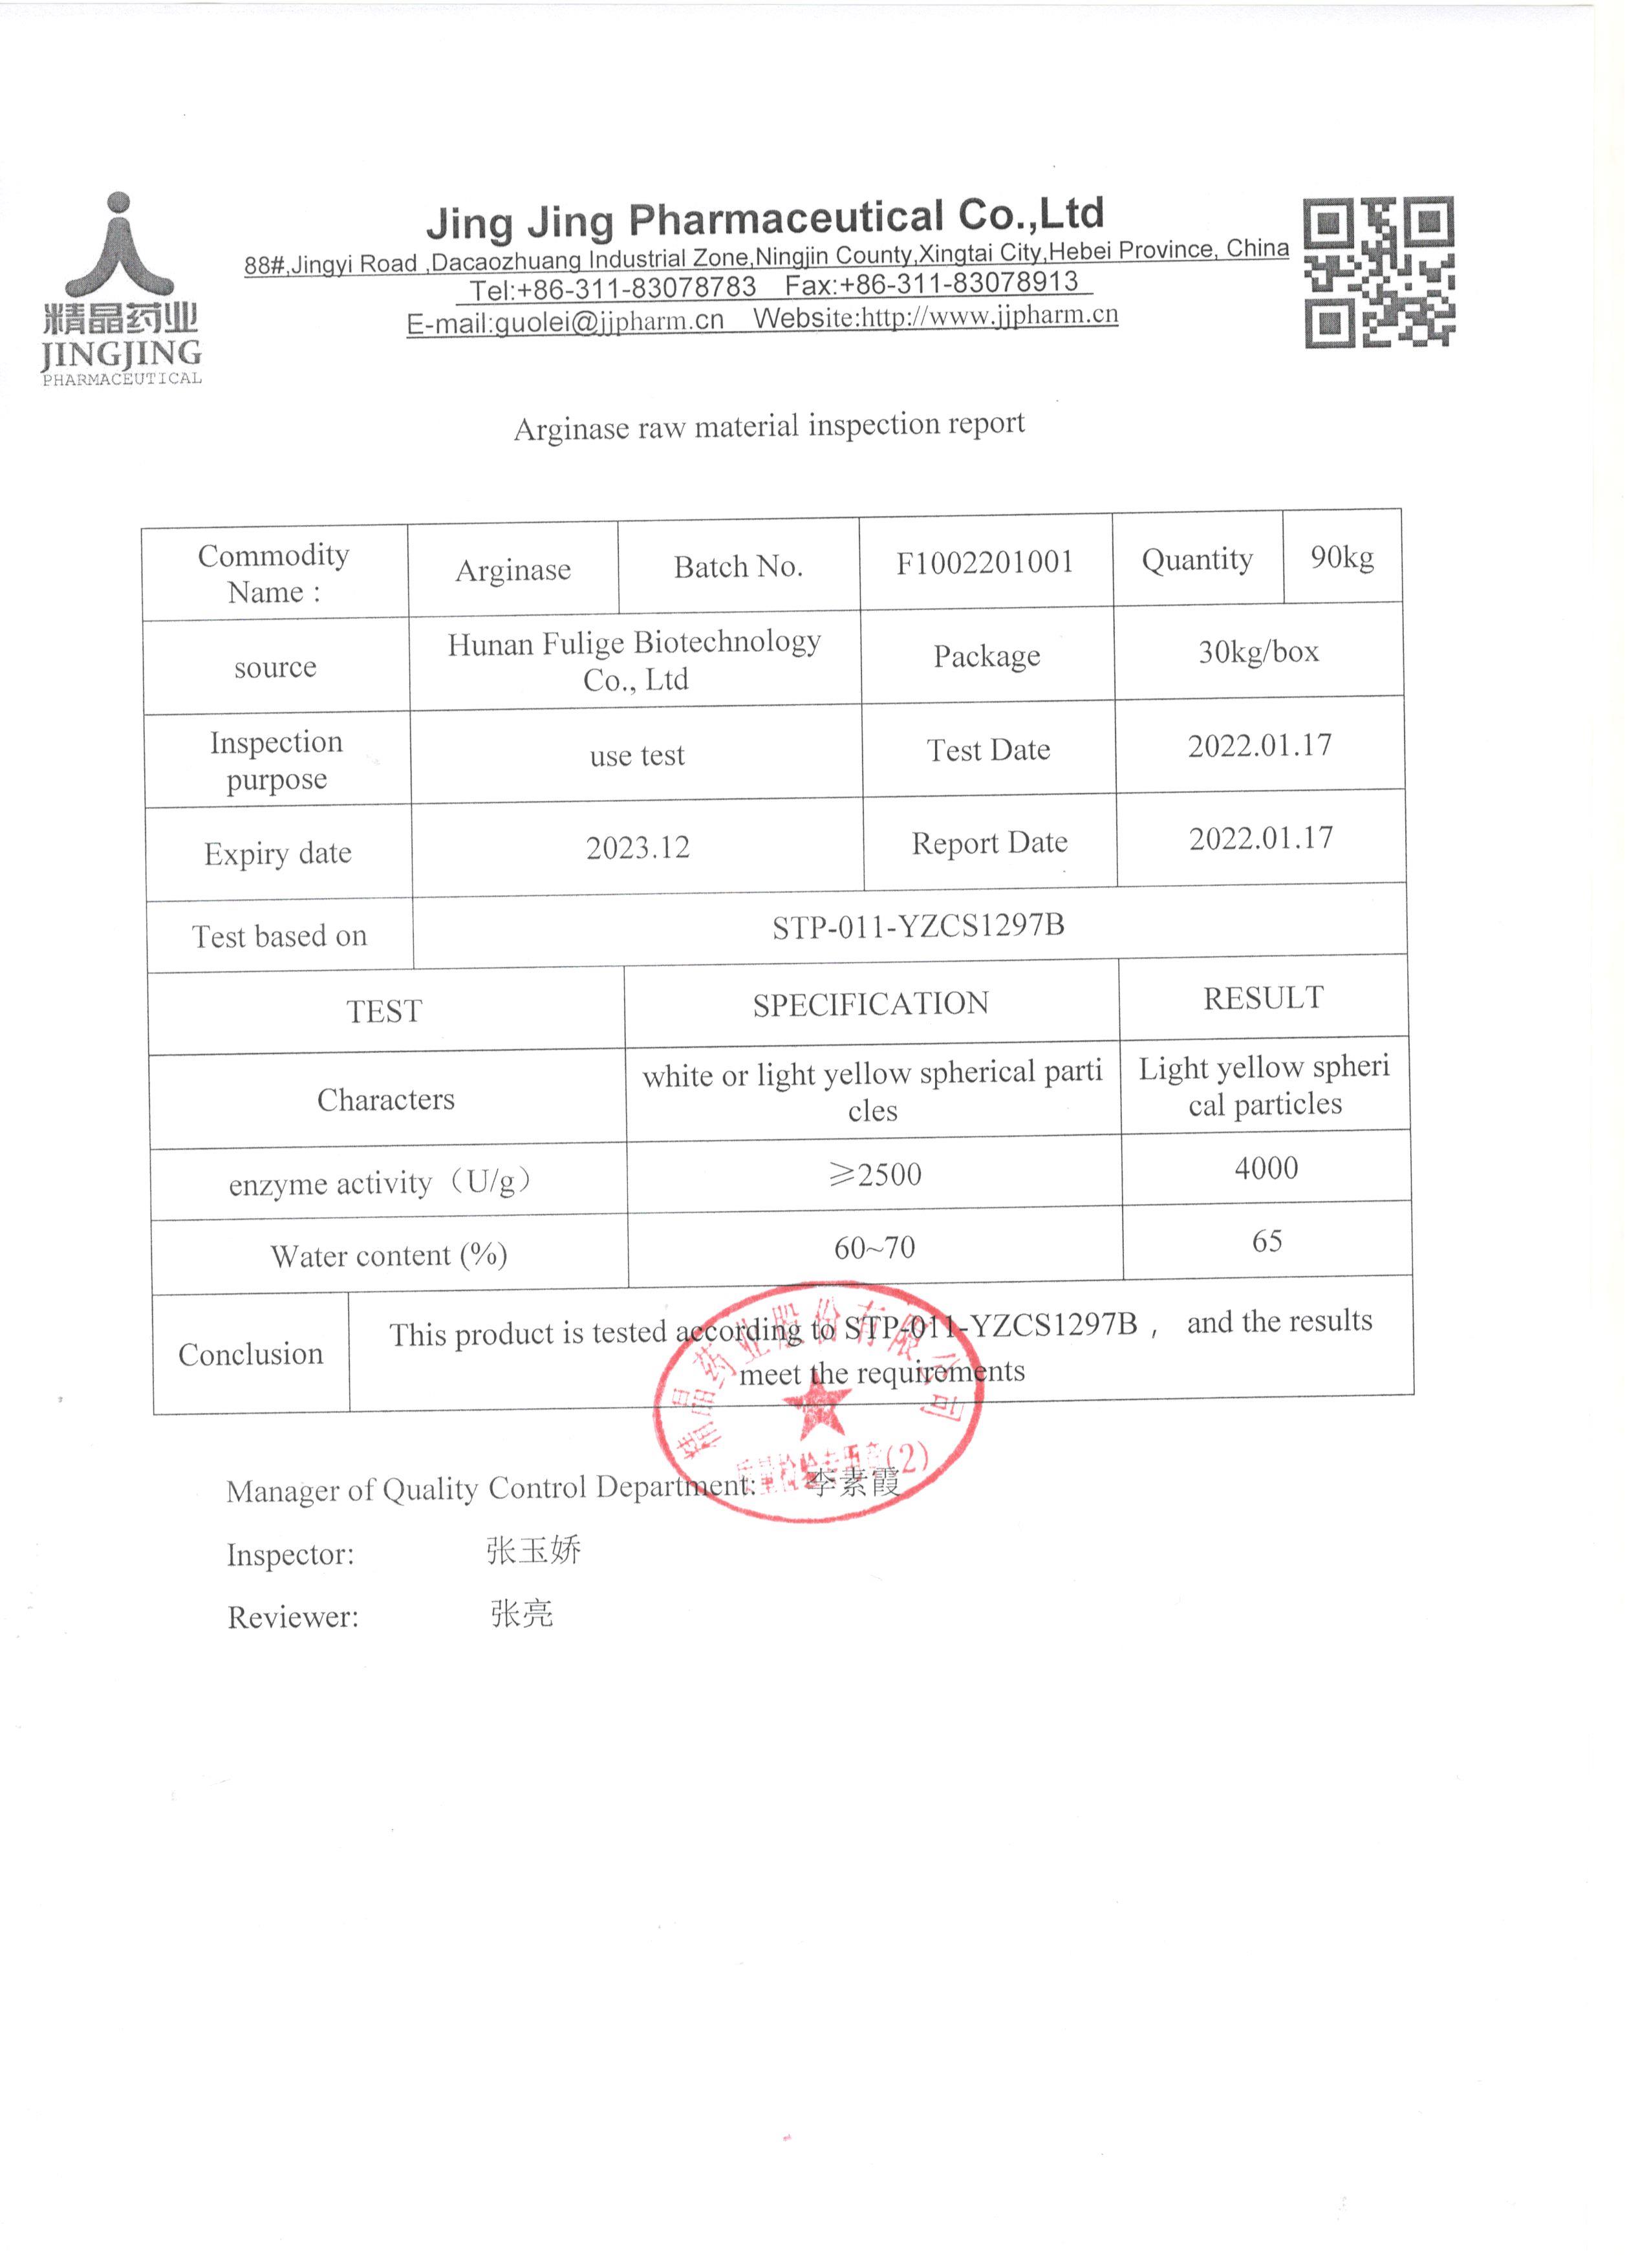 精晶药业
JINGJING
PHARMACEUTICAL
Jing Jing Pharmaceutical Co.,Ltd
88#,Jingyi Road ,Dacaozhuang Industrial Zone,Ningjin County,Xingtai City,Hebei Province, China
Tel:+86-311-83078783 Fax:+86-311-83078913
E-mail:guolei@jjpharm.cn Website:http://www.jjpharm.cn
Arginase raw material inspection report
Commodity
Name :
Arginase
Batch No.
F1002201001
Quantity
90kg
source
Hunan Fulige Biotechnology
Co., Ltd
Package
30kg/box
Inspection
purpose
use test
Test Date
2022.01.17
Expiry date
2023.12
Report Date
2022.01.17
Test based on
STP-011-YZCS1297B
TEST
SPECIFICATION
RESULT
Characters
white or light yellow spherical parti
cles
Light yellow spheri
cal particles
enzyme activity（U/g）
≥2500
4000
Water content (%)
60~70
65
Conclusion
This product is tested according to STP-011-YZCS1297B ， and the results
meet the requirements
精晶药业股份有限公司
质量检验专用章(2)
Manager of Quality Control Department: 李素霞
Inspector: 张玉娇
Reviewer: 张亮